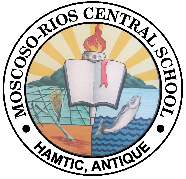 MOSCOSO-RIOS CENTRAL SCHOOL
HAMTIC, ANTIQUE